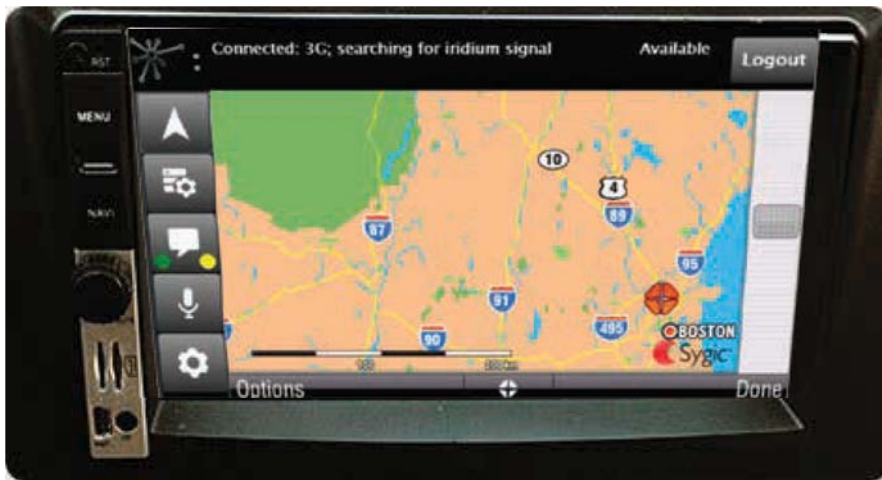 Connected: 3G; searching for iridium signal
Available
Logout
RST
MENU
NAVI
10
4
89
87
95
91
495
90
BOSTON
Sygic
Options
Done